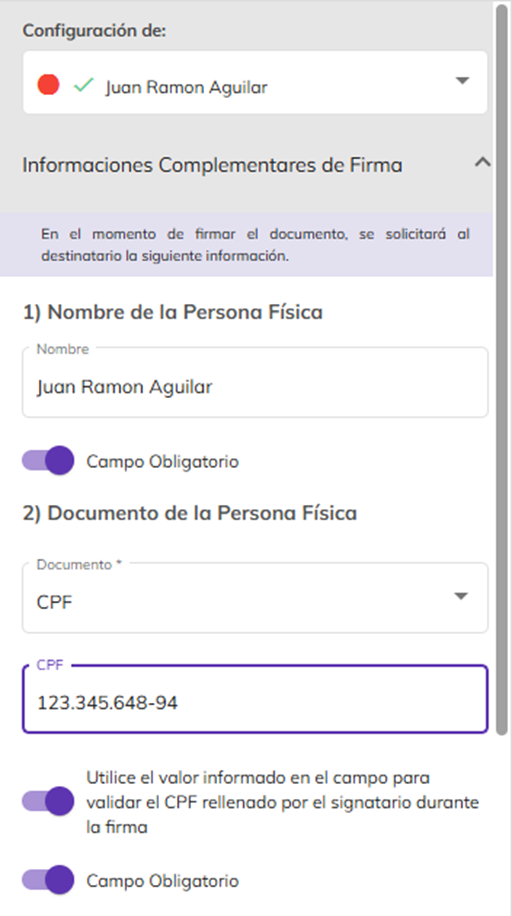 Configuración de:
Juan Ramon Aguilar
Informaciones Complementares de Firma
En el momento de firmar el documento, se solicitará al
destinatario la siguiente información.
1) Nombre de la Persona Física
Nombre
Juan Ramon Aguilar
Campo Obligatorio
2) Documento de la Persona Física
Documento *
CPF
CPF
123.345.648-94
Utilice el valor informado en el campo para
validar el CPF rellenado por el signatario durante
la firma
Campo Obligatorio